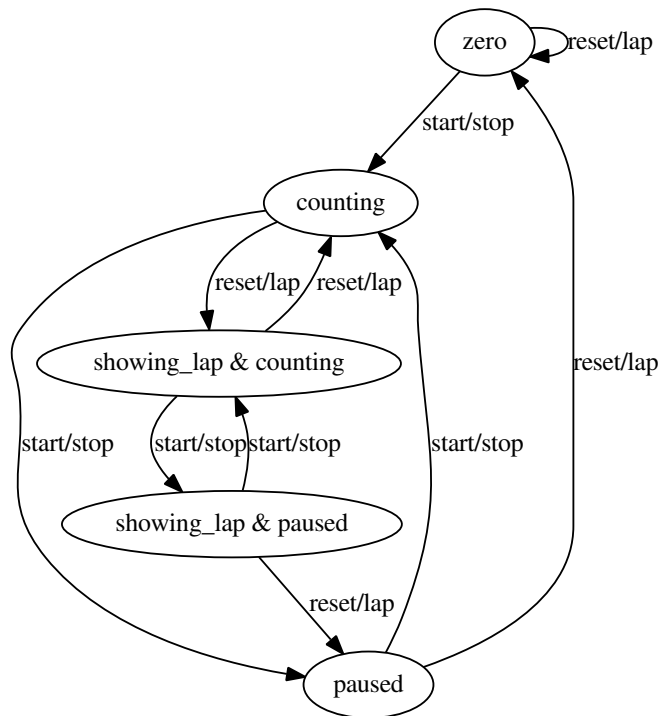 zero
reset/lap
start/stop
counting
reset/lap
reset/lap
showing_lap & counting
reset/lap
start/stop
start/stop
start/stop
start/stop
showing_lap & paused
reset/lap
paused